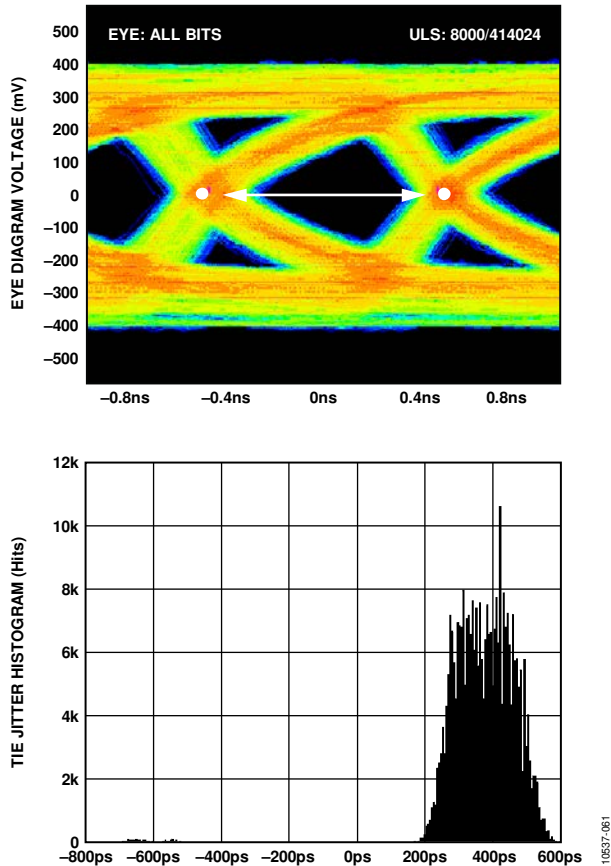 EYE: ALL BITS
ULS: 8000/414024
EYE DIAGRAM VOLTAGE (mV)
500
400
300
200
100
0
–100
–200
–300
–400
–500
–0.8ns
–0.4ns
0ns
0.4ns
0.8ns
TIE JITTER HISTOGRAM (Hits)
12k
10k
8k
6k
4k
2k
0
–800ps
–600ps
–400ps
–200ps
0ps
200ps
400ps
600ps
10537-061